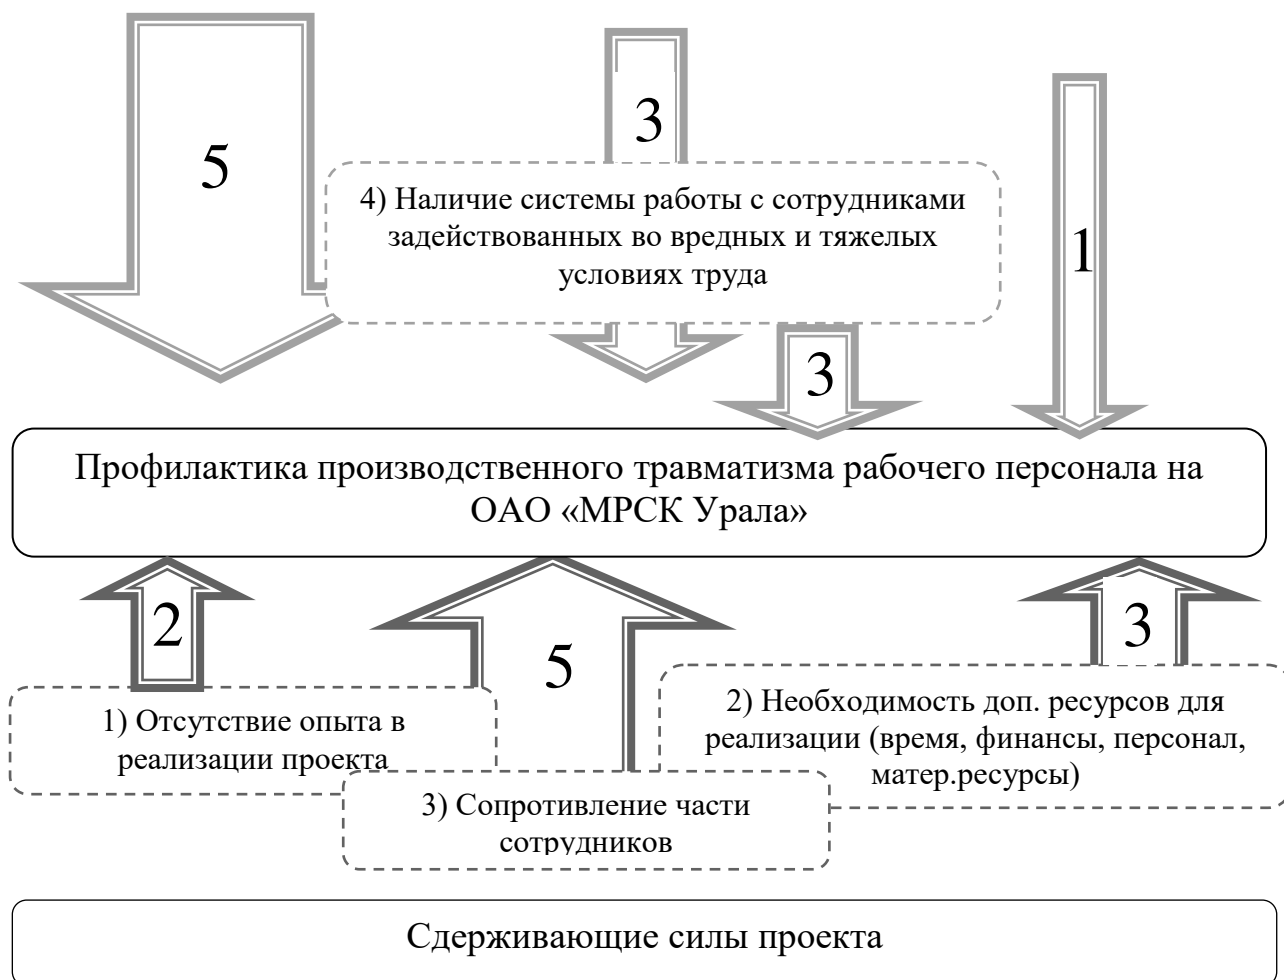 5
3
1
4) Наличие системы работы с сотрудниками
задействованных во вредных и тяжелых
условиях труда
3
Профилактика производственного травматизма рабочего персонала на
ОАО «МРСК Урала»
2
5
3
1) Отсутствие опыта в
реализации проекта
2) Необходимость доп. ресурсов для
реализации (время, финансы, персонал,
матер.ресурсы)
3) Сопротивление части
сотрудников
Сдерживающие силы проекта